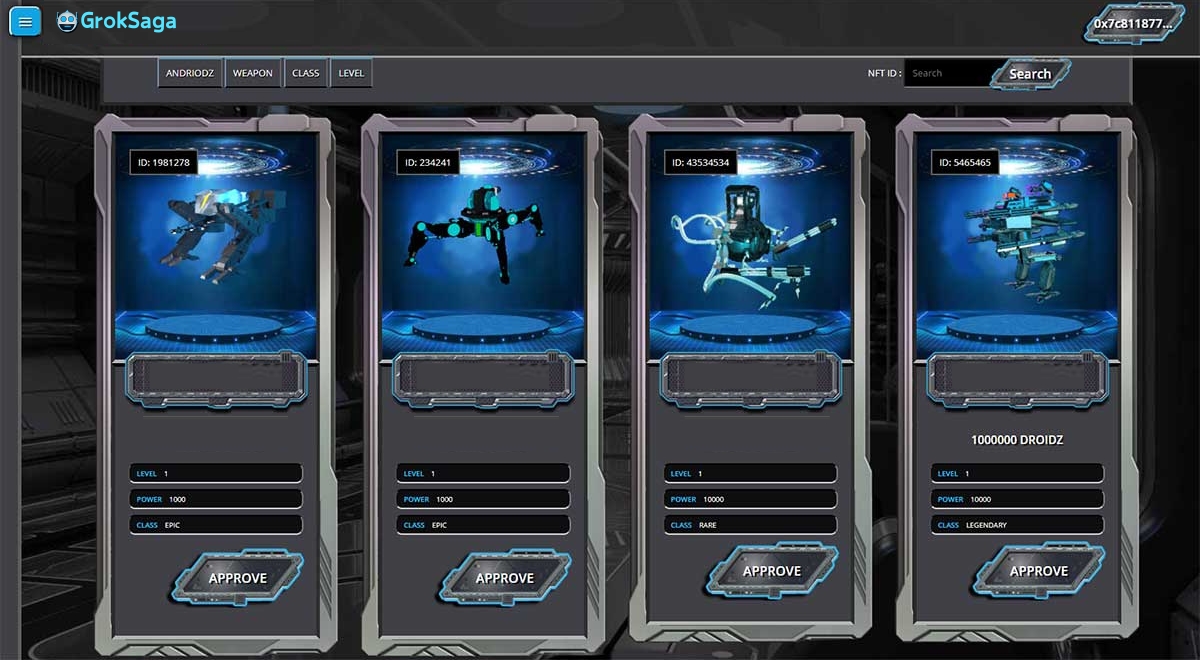 GrokSaga
0x7c811877...
ANDRIODZ WEAPON CLASS LEVEL
NFT ID : Search Search
ID: 1981278
LEVEL 1
POWER 1000
CLASS EPIC
APPROVE
ID: 234241
LEVEL 1
POWER 1000
CLASS EPIC
APPROVE
ID: 43534534
LEVEL 1
POWER 10000
CLASS RARE
APPROVE
ID: 5465465
1000000 DROIDZ
LEVEL 1
POWER 10000
CLASS LEGENDARY
APPROVE